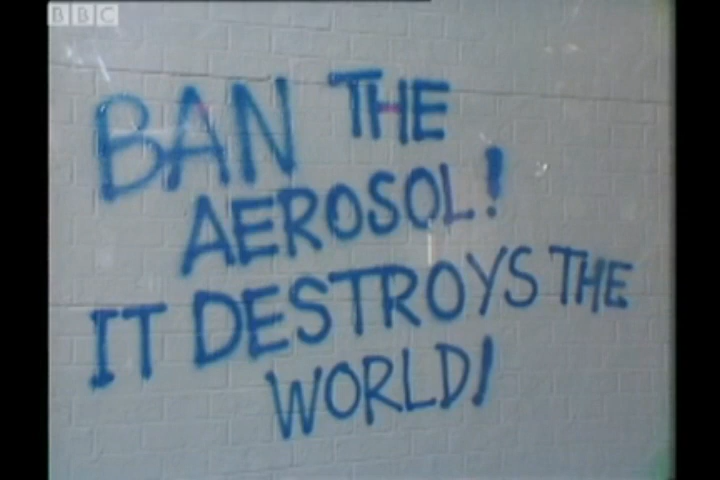 BBC
BAN THE
AEROSOL!
IT DESTROYS THE
WORLD!